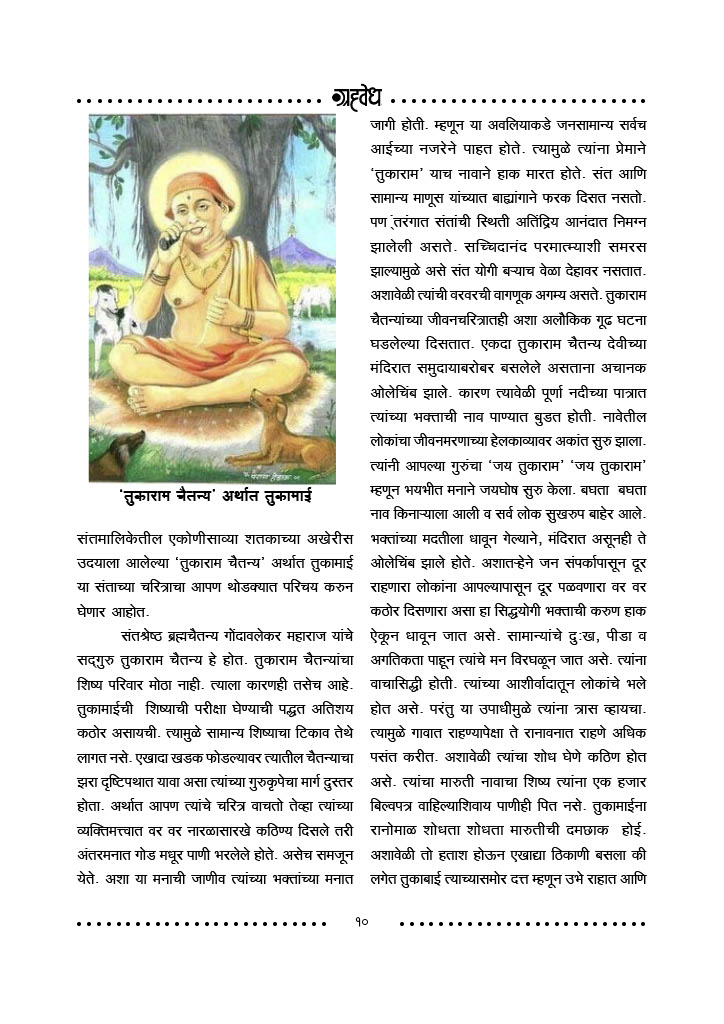 ग्रहवेध
'तुकाराम चैतन्य' अर्थात तुकामाई
संतमालिकेतील एकोणीसाव्या शतकाच्या अखेरीस
उदयाला आलेल्या 'तुकाराम चैतन्य' अर्थात तुकामाई
या संताच्या चरित्राचा आपण थोडक्यात परिचय करुन
घेणार आहोत.
संतश्रेष्ठ ब्रह्मचैतन्य गोंदावलेकर महाराज यांचे
सद्‌गुरु तुकाराम चैतन्य हे होत. तुकाराम चैतन्यांचा
शिष्य परिवार मोठा नाही. त्याला कारणही तसेच आहे.
तुकामाईची शिष्याची परीक्षा घेण्याची पद्धत अतिशय
कठोर असायची. त्यामुळे सामान्य शिष्याचा टिकाव तेथे
लागत नसे. एखादा खडक फोडल्यावर त्यातील चैतन्याचा
झरा दृष्टिपथात यावा असा त्यांच्या गुरुकृपेचा मार्ग दुस्तर
होता. अर्थात आपण त्यांचे चरित्र वाचतो तेव्हा त्यांच्या
व्यक्तिमत्त्वात वर वर नारळासारखे कठिण्य दिसले तरी
अंतरमनात गोड मधूर पाणी भरलेले होते. असेच समजून
येते. अशा या मनाची जाणीव त्यांच्या भक्तांच्या मनात
जागी होती. म्हणून या अवलियाकडे जनसामान्य सर्वच
आईच्या नजरेने पाहत होते. त्यामुळे त्यांना प्रेमाने
'तुकाराम' याच नावाने हाक मारत होते. संत आणि
सामान्य माणूस यांच्यात बाह्यांगाने फरक दिसत नसतो.
पण ंतरंगात संतांची स्थिती अतिंद्रिय आनंदात निमग्न
झालेली असते. सच्चिदानंद परमात्म्याशी समरस
झाल्यामुळे असे संत योगी बऱ्याच वेळा देहावर नसतात.
अशावेळी त्यांची वरवरची वागणूक अगम्य असते. तुकाराम
चैतन्यांच्या जीवनचरित्रातही अशा अलौकिक गूढ घटना
घडलेल्या दिसतात. एकदा तुकाराम चैतन्य देवीच्या
मंदिरात समुदायाबरोबर बसलेले असताना अचानक
ओलेचिंब झाले. कारण त्यावेळी पूर्णा नदीच्या पात्रात
त्यांच्या भक्ताची नाव पाण्यात बुडत होती. नावेतील
लोकांचा जीवनमरणाच्या हेलकाव्यावर अकांत सुरु झाला.
त्यांनी आपल्या गुरुंचा 'जय तुकाराम' 'जय तुकाराम'
म्हणून भयभीत मनाने जयघोष सुरु केला. बघता बघता
नाव किनाऱ्याला आली व सर्व लोक सुखरुप बाहेर आले.
भक्तांच्या मदतीला धावून गेल्याने, मंदिरात असूनही ते
ओलेचिंब झाले होते. अशातऱ्हेने जन संपर्कापासून दूर
राहणारा लोकांना आपल्यापासून दूर पळवणारा वर वर
कठोर दिसणारा असा हा सिद्धयोगी भक्ताची करुण हाक
ऐकून धावून जात असे. सामान्यांचे दुःख, पीडा व
अगतिकता पाहून त्यांचे मन विरघळून जात असे. त्यांना
वाचासिद्धी होती. त्यांच्या आशीर्वादातून लोकांचे भले
होत असे. परंतु या उपाधीमुळे त्यांना त्रास व्हायचा.
त्यामुळे गावात राहण्यापेक्षा ते रानावनात राहणे अधिक
पसंत करीत. अशावेळी त्यांचा शोध घेणे कठिण होत
असे. त्यांचा मारुती नावाचा शिष्य त्यांना एक हजार
बिल्वपत्र वाहिल्याशिवाय पाणीही पित नसे. तुकामाईना
रानोमाळ शोधता शोधता मारुतीची दमछाक होई.
अशावेळी तो हताश होऊन एखाद्या ठिकाणी बसला की
लगेत तुकाबाई त्याच्यासमोर दत्त म्हणून उभे राहात आणि
१०